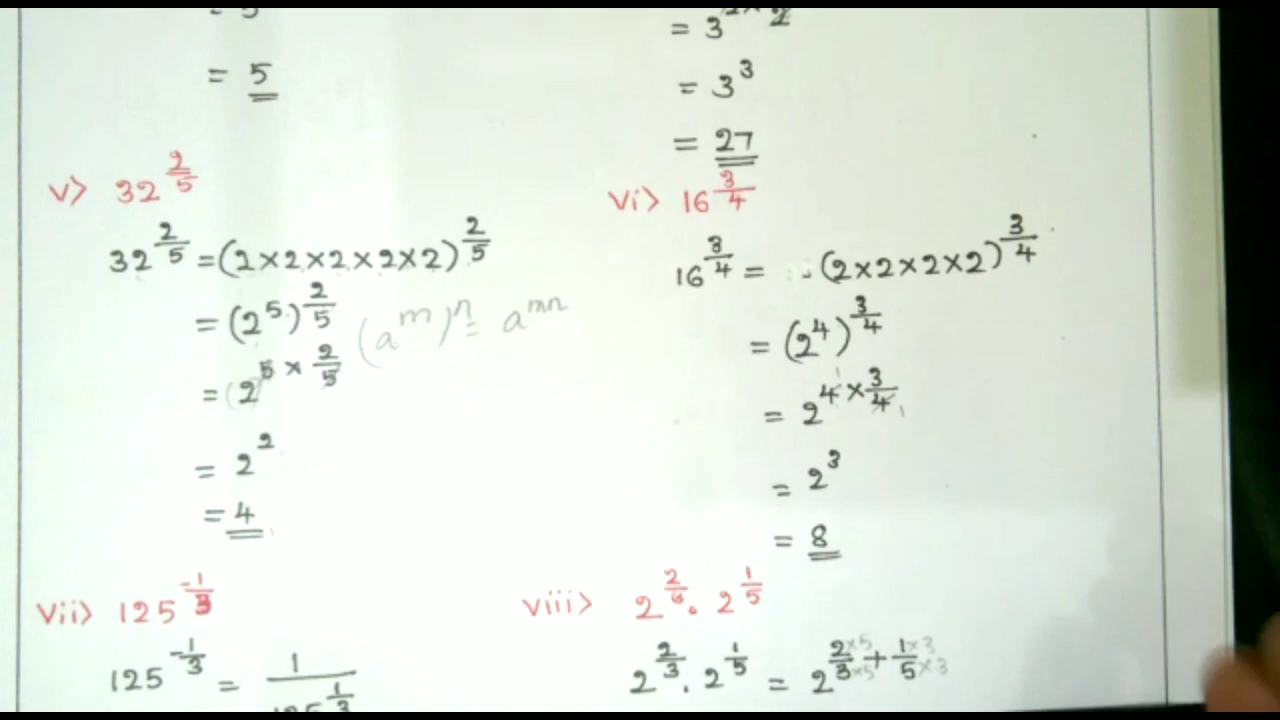 = 5
= 3^3
= 27
v) 32^{2/5}
32^{2/5} = (2×2×2×2×2)^{2/5}
= (2^5)^{2/5} (a^m)^n = a^{mn}
= 2^{5 × 2/5}
= 2^2
= 4
vi) 16^{3/4}
16^{3/4} = (2×2×2×2)^{3/4}
= (2^4)^{3/4}
= 2^{4 × 3/4}
= 2^3
= 8
vii) 125^{-1/3}
125^{-1/3} = 1
viii) 2^{2/3} . 2^{1/5}
2^{2/3} . 2^{1/5} = 2^{2×5/3×5 + 1×3/5×3}